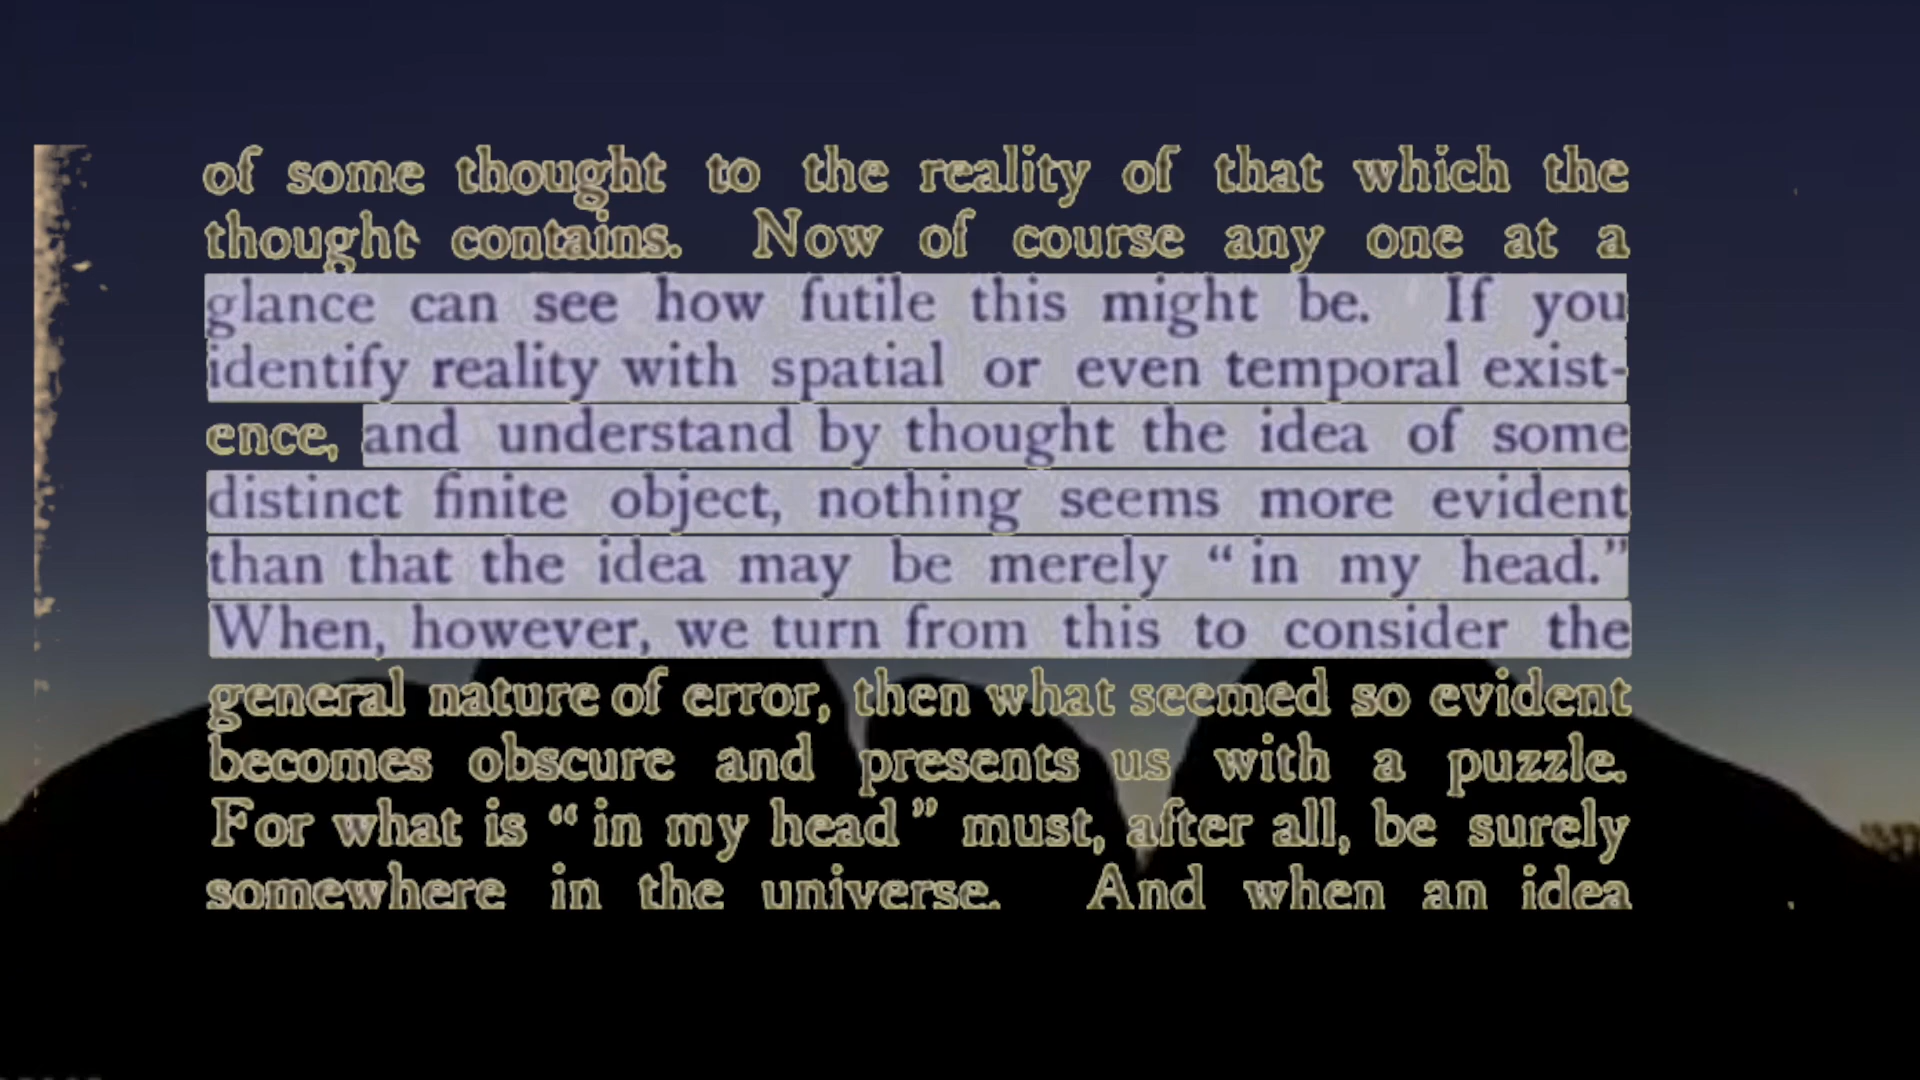 of some thought to the reality of that which the
thought contains. Now of course any one at a
glance can see how futile this might be. If you
identify reality with spatial or even temporal exist-
ence, and understand by thought the idea of some
distinct finite object, nothing seems more evident
than that the idea may be merely “in my head.”
When, however, we turn from this to consider the
general nature of error, then what seemed so evident
becomes obscure and presents us with a puzzle.
For what is “in my head” must, after all, be surely
somewhere in the universe. And when an idea